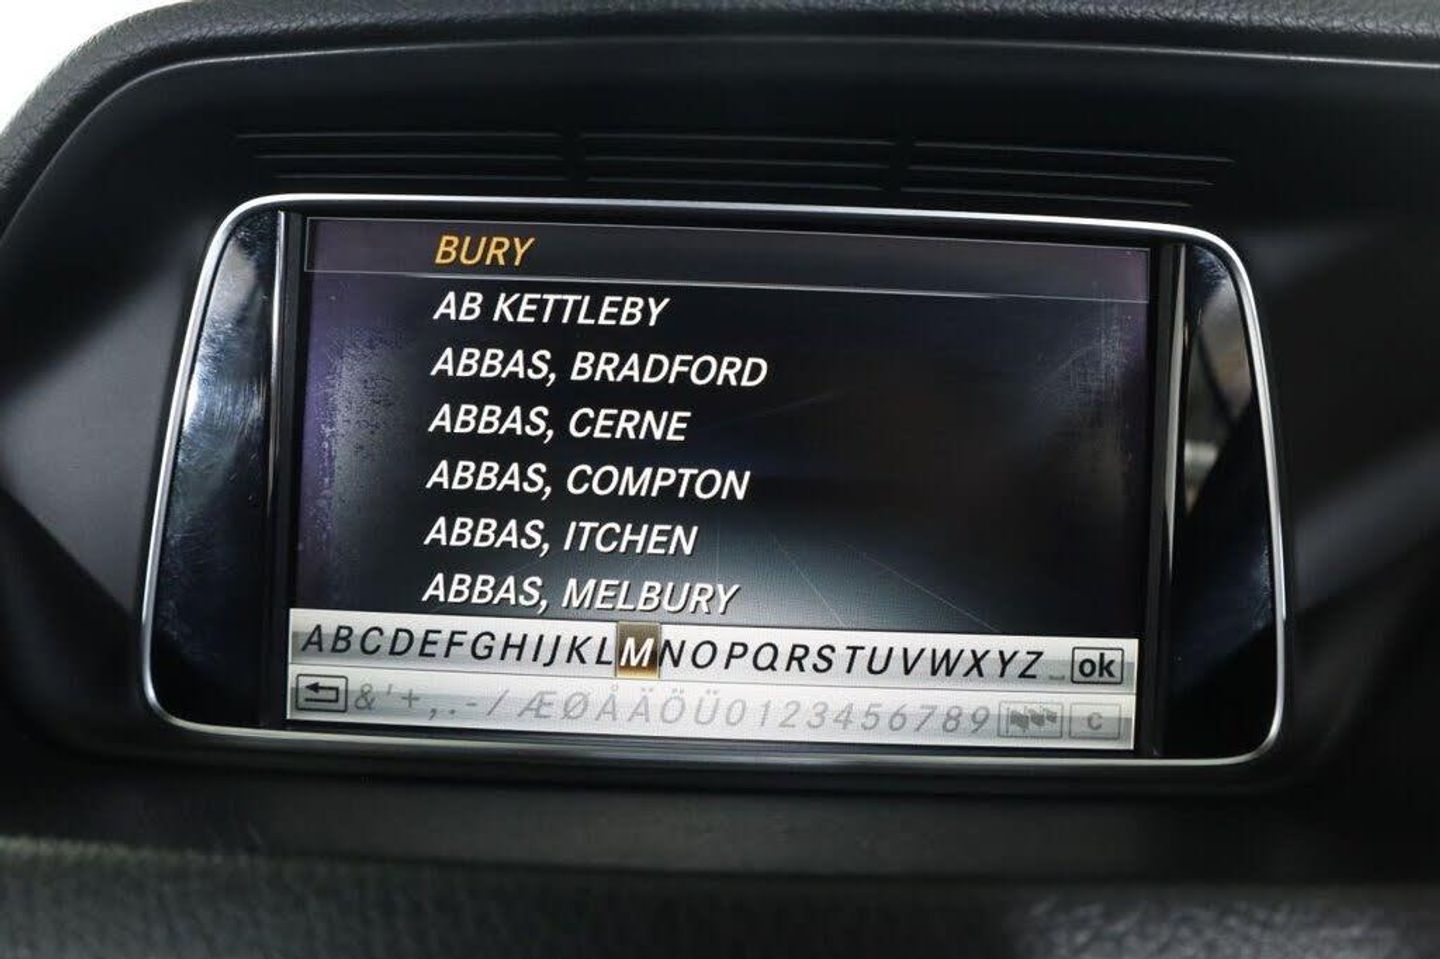 BURY
AB KETTLEBY
ABBAS, BRADFORD
ABBAS, CERNE
ABBAS, COMPTON
ABBAS, ITCHEN
ABBAS, MELBURY
ABCDEFGHIJKLMNOPQRSTUVWXYZ_ ok
&'+,.-/ÆØÅÄÖÜ0123456789 c